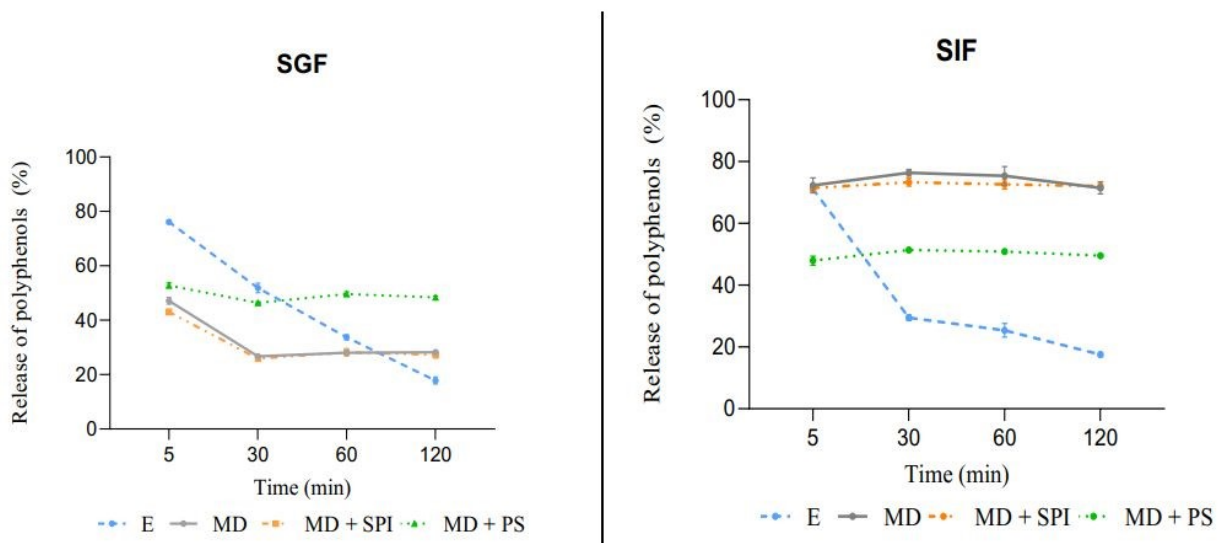 SGF
Release of polyphenols (%)
100
80
60
40
20
0
5 30 60 120
Time (min)
E MD MD + SPI MD + PS
SIF
Release of polyphenols (%)
100
80
60
40
20
0
5 30 60 120
Time (min)
E MD MD + SPI MD + PS